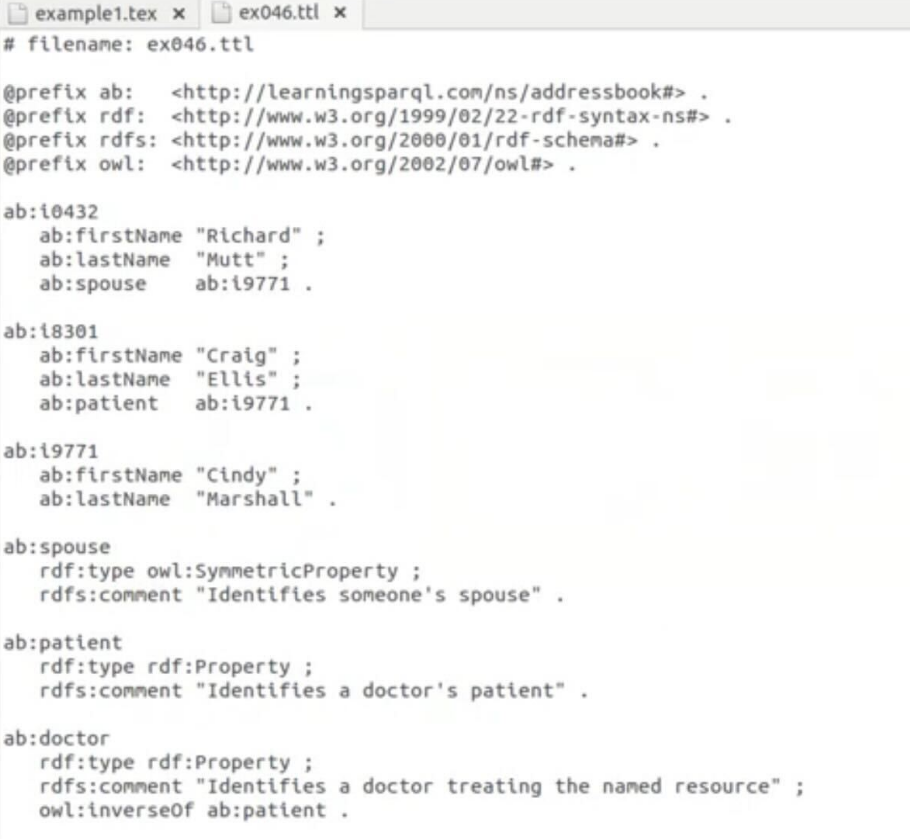 example1.tex × ex046.ttl ×
# filename: ex046.ttl
@prefix ab: <http://learningsparql.com/ns/addressbook#> .
@prefix rdf: <http://www.w3.org/1999/02/22-rdf-syntax-ns#> .
@prefix rdfs: <http://www.w3.org/2000/01/rdf-schema#> .
@prefix owl: <http://www.w3.org/2002/07/owl#> .
ab:i0432
ab:firstName "Richard" ;
ab:lastName "Mutt" ;
ab:spouse ab:i9771 .
ab:i8301
ab:firstName "Craig" ;
ab:lastName "Ellis" ;
ab:patient ab:i9771 .
ab:i9771
ab:firstName "Cindy" ;
ab:lastName "Marshall" .
ab:spouse
rdf:type owl:SymmetricProperty ;
rdfs:comment "Identifies someone's spouse" .
ab:patient
rdf:type rdf:Property ;
rdfs:comment "Identifies a doctor's patient" .
ab:doctor
rdf:type rdf:Property ;
rdfs:comment "Identifies a doctor treating the named resource" ;
owl:inverseOf ab:patient .